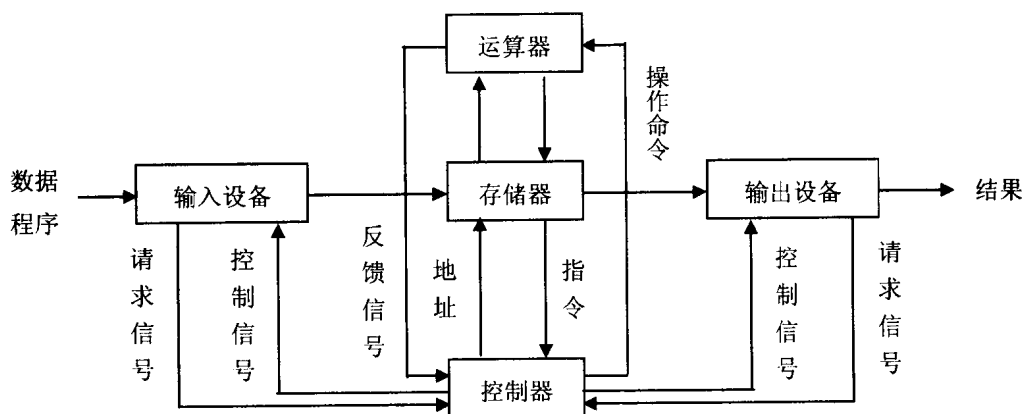 运算器
操作命令
数据
程序
输入设备
存储器
输出设备
结果
请求信号
控制信号
反馈信号
地址
指令
控制信号
请求信号
控制器